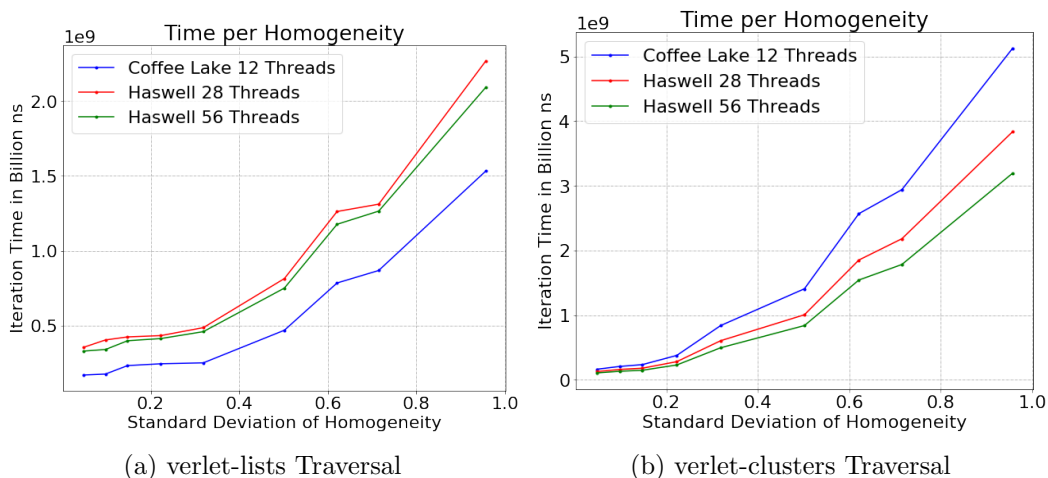 Time per Homogeneity
1e9
Coffee Lake 12 Threads
Haswell 28 Threads
Haswell 56 Threads
Iteration Time in Billion ns
2.0
1.5
1.0
0.5
0.2 0.4 0.6 0.8 1.0
Standard Deviation of Homogeneity
(a) verlet-lists Traversal
Time per Homogeneity
1e9
Coffee Lake 12 Threads
Haswell 28 Threads
Haswell 56 Threads
Iteration Time in Billion ns
5
4
3
2
1
0
0.2 0.4 0.6 0.8 1.0
Standard Deviation of Homogeneity
(b) verlet-clusters Traversal